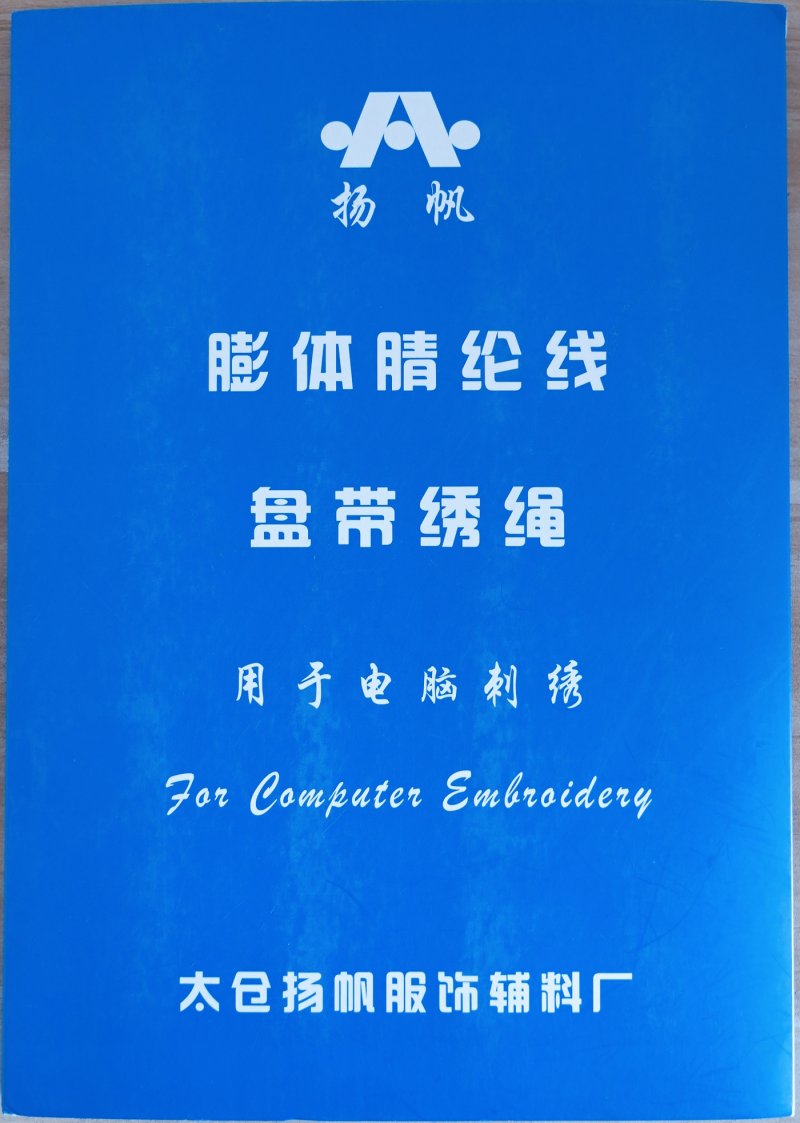 扬帆
膨体腈纶线
盘带绣绳
用于电脑刺绣
For Computer Embroidery
太仓扬帆服饰辅料厂